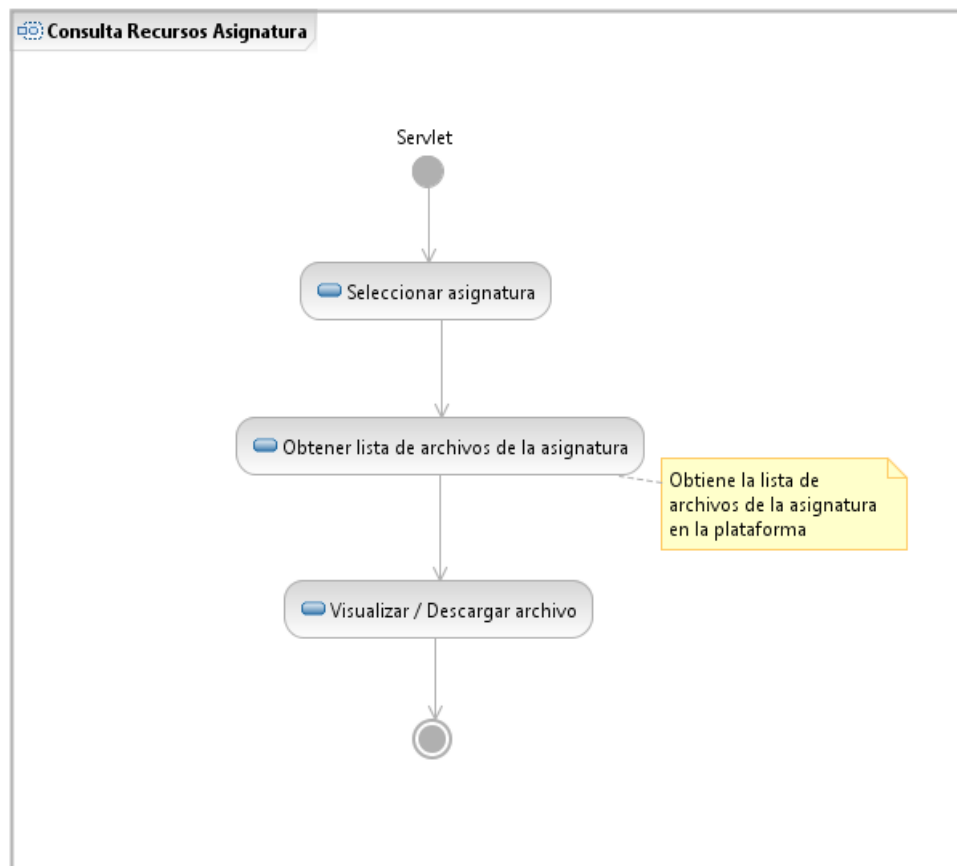 Consulta Recursos Asignatura
Servlet
Seleccionar asignatura
Obtener lista de archivos de la asignatura
Obtiene la lista de
archivos de la asignatura
en la plataforma
Visualizar / Descargar archivo